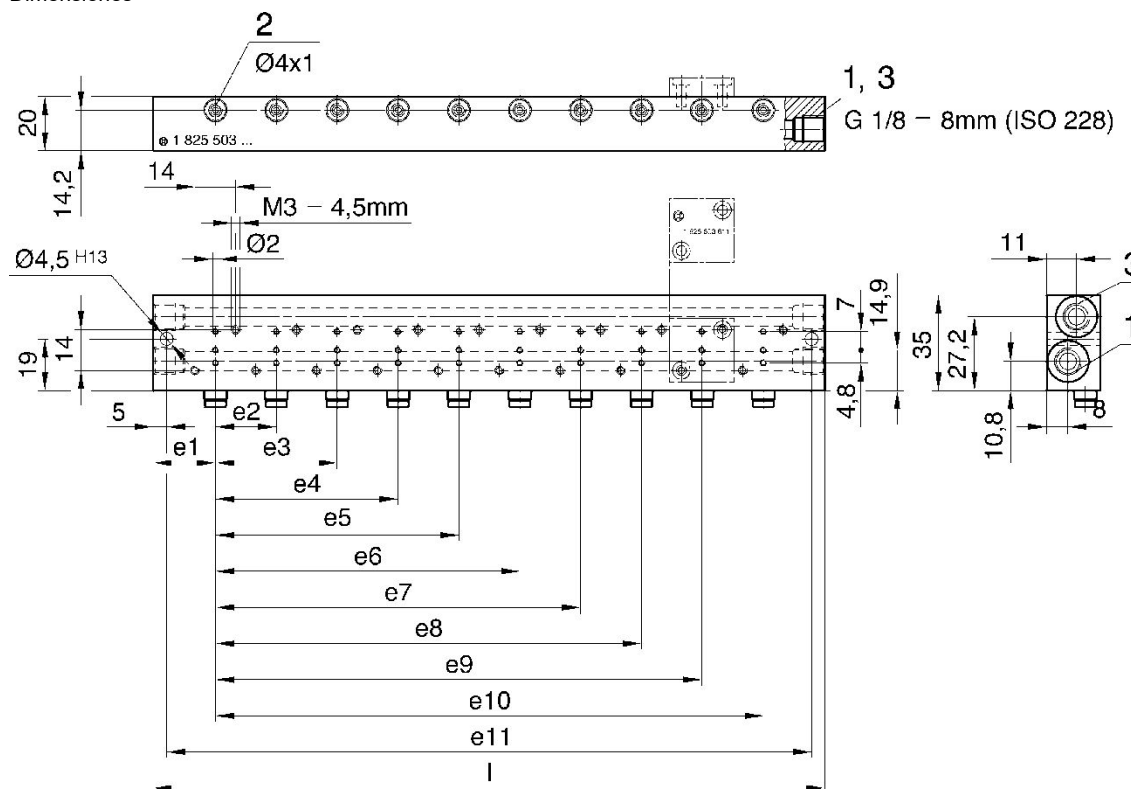 2
Ø4x1
1, 3
G 1/8 – 8mm (ISO 228)
20
14,2
1 825 503 ...
14
M3 – 4,5mm
Ø2
Ø4,5 H13
19
14
5
7
14,9
4,8
11
35
27,2
10,8
8
e1
e2
e3
e4
e5
e6
e7
e8
e9
e10
e11
l